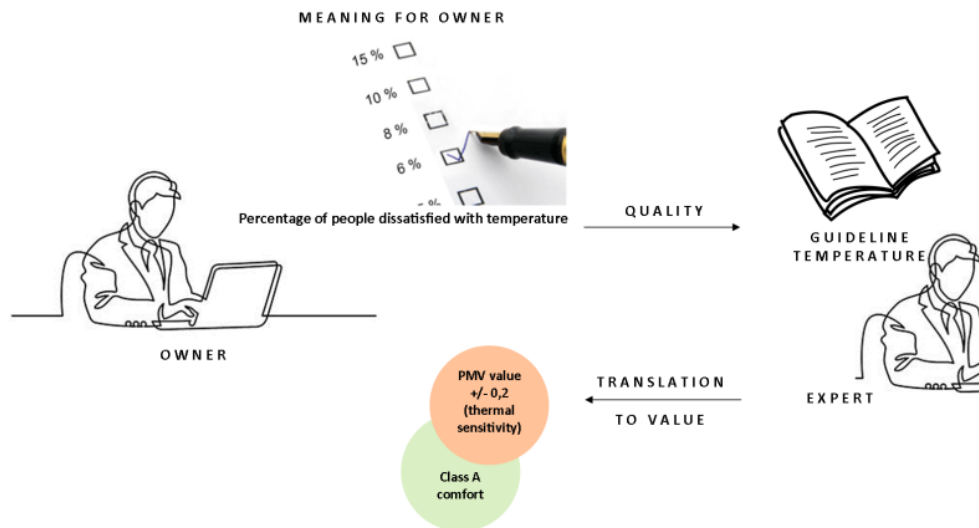 MEANING FOR OWNER
15 %
10 %
8 %
6 %
%
Percentage of people dissatisfied with temperature
QUALITY
GUIDELINE
TEMPERATURE
OWNER
PMV value
+/- 0,2
(thermal
sensitivity)
TRANSLATION
TO VALUE
EXPERT
Class A
comfort